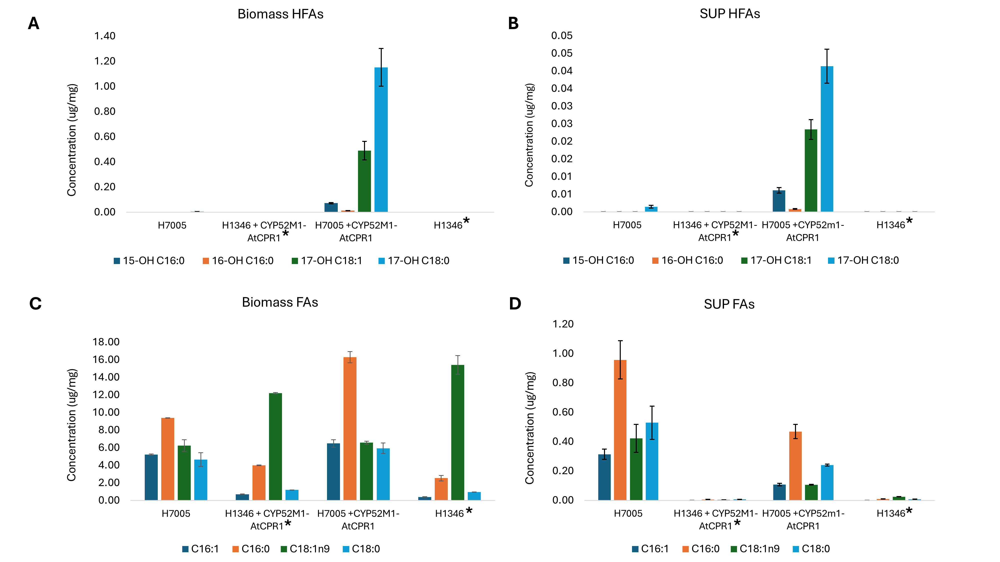 A
Biomass HFAs
Concentration (ug/mg)
1.40
1.20
1.00
0.80
0.60
0.40
0.20
0.00
H7005
H1346 + CYP52M1-
AtCPR1*
H7005 +CYP52M1-
AtCPR1
H1346*
15-OH C16:0
16-OH C16:0
17-OH C18:1
17-OH C18:0
B
SUP HFAs
Concentration (ug/mg)
0.05
0.05
0.04
0.04
0.03
0.03
0.02
0.02
0.01
0.01
0.00
H7005
H1346 + CYP52M1-
AtCPR1*
H7005 +CYP52m1-
AtCPR1
H1346*
15-OH C16:0
16-OH C16:0
17-OH C18:1
17-OH C18:0
C
Biomass FAs
Concentration (ug/mg)
18.00
16.00
14.00
12.00
10.00
8.00
6.00
4.00
2.00
0.00
H7005
H1346 + CYP52M1-
AtCPR1*
H7005 +CYP52M1-
AtCPR1
H1346*
C16:1
C16:0
C18:1n9
C18:0
D
SUP FAs
Concentration (ug/mg)
1.20
1.00
0.80
0.60
0.40
0.20
0.00
H7005
H1346 + CYP52M1-
AtCPR1*
H7005 +CYP52m1-
AtCPR1
H1346*
C16:1
C16:0
C18:1n9
C18:0